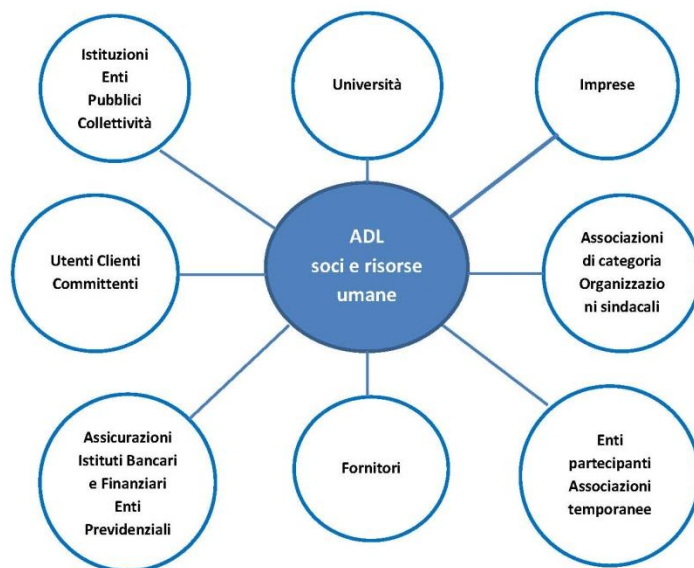 Istituzioni
Enti
Pubblici
Collettività
Università
Imprese
Utenti Clienti
Committenti
ADL
soci e risorse
umane
Associazioni
di categoria
Organizzazio
ni sindacali
Assicurazioni
Istituti Bancari
e Finanziari
Enti
Previdenziali
Fornitori
Enti
partecipanti
Associazioni
temporanee